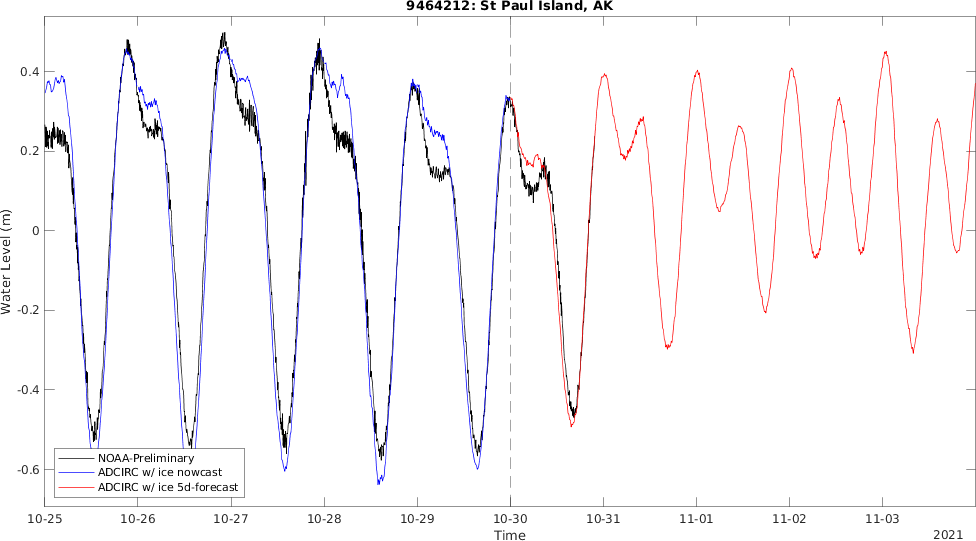 9464212: St Paul Island, AK
Water Level (m)
0.4
0.2
0
-0.2
-0.4
-0.6
NOAA-Preliminary
ADCIRC w/ ice nowcast
ADCIRC w/ ice 5d-forecast
10-25 10-26 10-27 10-28 10-29 10-30 10-31 11-01 11-02 11-03
Time
2021